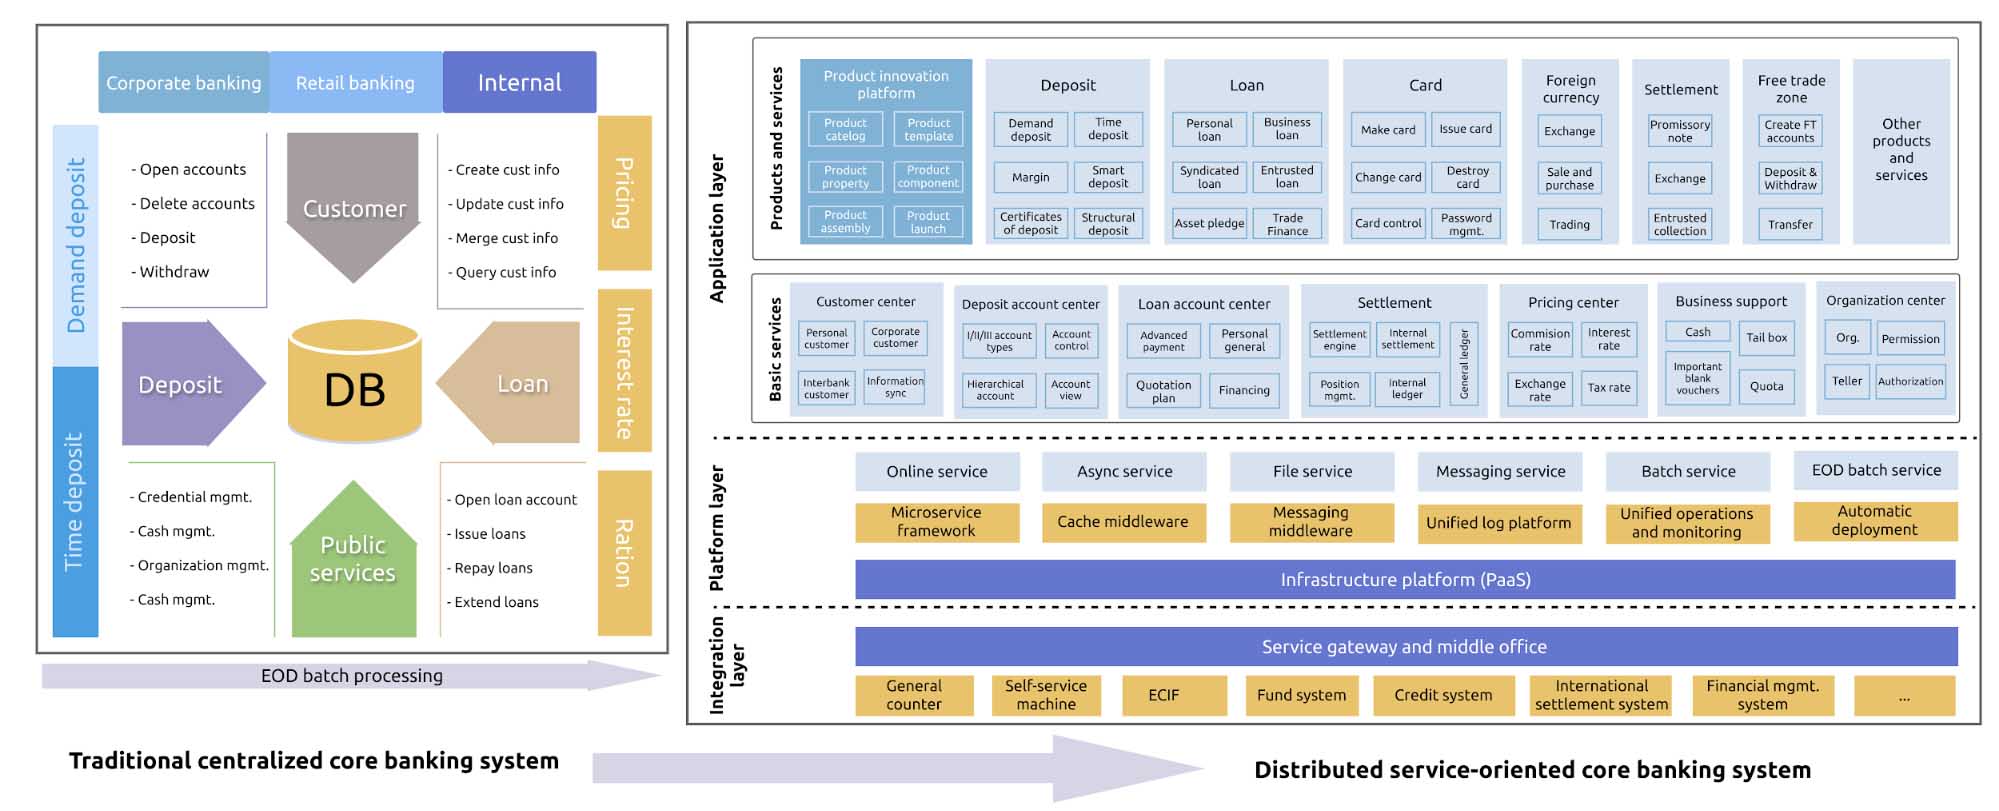 Corporate banking
Retail banking
Internal
Demand deposit
Time deposit
- Open accounts
- Delete accounts
- Deposit
- Withdraw
Customer
- Create cust info
- Update cust info
- Merge cust info
- Query cust info
Pricing
Interest rate
Ration
Deposit
DB
Loan
- Credential mgmt.
- Cash mgmt.
- Organization mgmt.
- Cash mgmt.
Public
services
- Open loan account
- Issue loans
- Repay loans
- Extend loans
EOD batch processing
Traditional centralized core banking system
Application layer
Products and services
Product innovation
platform
Product
catelog
Product
template
Product
property
Product
component
Product
assembly
Product
launch
Deposit
Demand
deposit
Time
deposit
Margin
Smart
deposit
Certificates
of deposit
Structural
deposit
Loan
Personal
loan
Business
loan
Syndicated
loan
Entrusted
loan
Asset pledge
Trade
Finance
Card
Make card
Issue card
Change card
Destroy
card
Card control
Password
mgmt.
Foreign
currency
Exchange
Sale and
purchase
Trading
Settlement
Promissory
note
Exchange
Entrusted
collection
Free trade
zone
Create FT
accounts
Deposit &
Withdraw
Transfer
Other
products
and
services
Basic services
Customer center
Personal
customer
Corporate
customer
Interbank
customer
Information
sync
Deposit account center
I/II/III account
types
Account
control
Hierarchical
account
Account
view
Loan account center
Advanced
payment
Personal
general
Quotation
plan
Financing
Settlement
Settlement
engine
Internal
settlement
Position
mgmt.
Internal
ledger
General ledger
Pricing center
Commision
rate
Interest
rate
Exchange
rate
Tax rate
Business support
Cash
Tail box
Important
blank
vouchers
Quota
Organization center
Org.
Permission
Teller
Authorization
Platform layer
Online service
Async service
File service
Messaging service
Batch service
EOD batch service
Microservice
framework
Cache middleware
Messaging
middleware
Unified log platform
Unified operations
and monitoring
Automatic
deployment
Infrastructure platform (PaaS)
Integration
layer
Service gateway and middle office
General
counter
Self-service
machine
ECIF
Fund system
Credit system
International
settlement system
Financial mgmt.
system
...
Distributed service-oriented core banking system